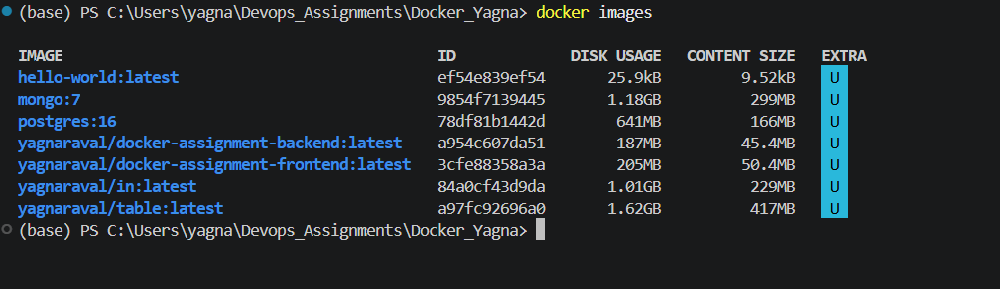 (base) PS C:\Users\yagna\Devops_Assignments\Docker_Yagna> docker images
IMAGE ID DISK USAGE CONTENT SIZE EXTRA
hello-world:latest ef54e839ef54 25.9kB 9.52kB U
mongo:7 9854f7139445 1.18GB 299MB U
postgres:16 78df81b1442d 641MB 166MB U
yagnaraval/docker-assignment-backend:latest a954c607da51 187MB 45.4MB U
yagnaraval/docker-assignment-frontend:latest 3cfe88358a3a 205MB 50.4MB U
yagnaraval/in:latest 84a0cf43d9da 1.01GB 229MB U
yagnaraval/table:latest a97fc92696a0 1.62GB 417MB U
(base) PS C:\Users\yagna\Devops_Assignments\Docker_Yagna>